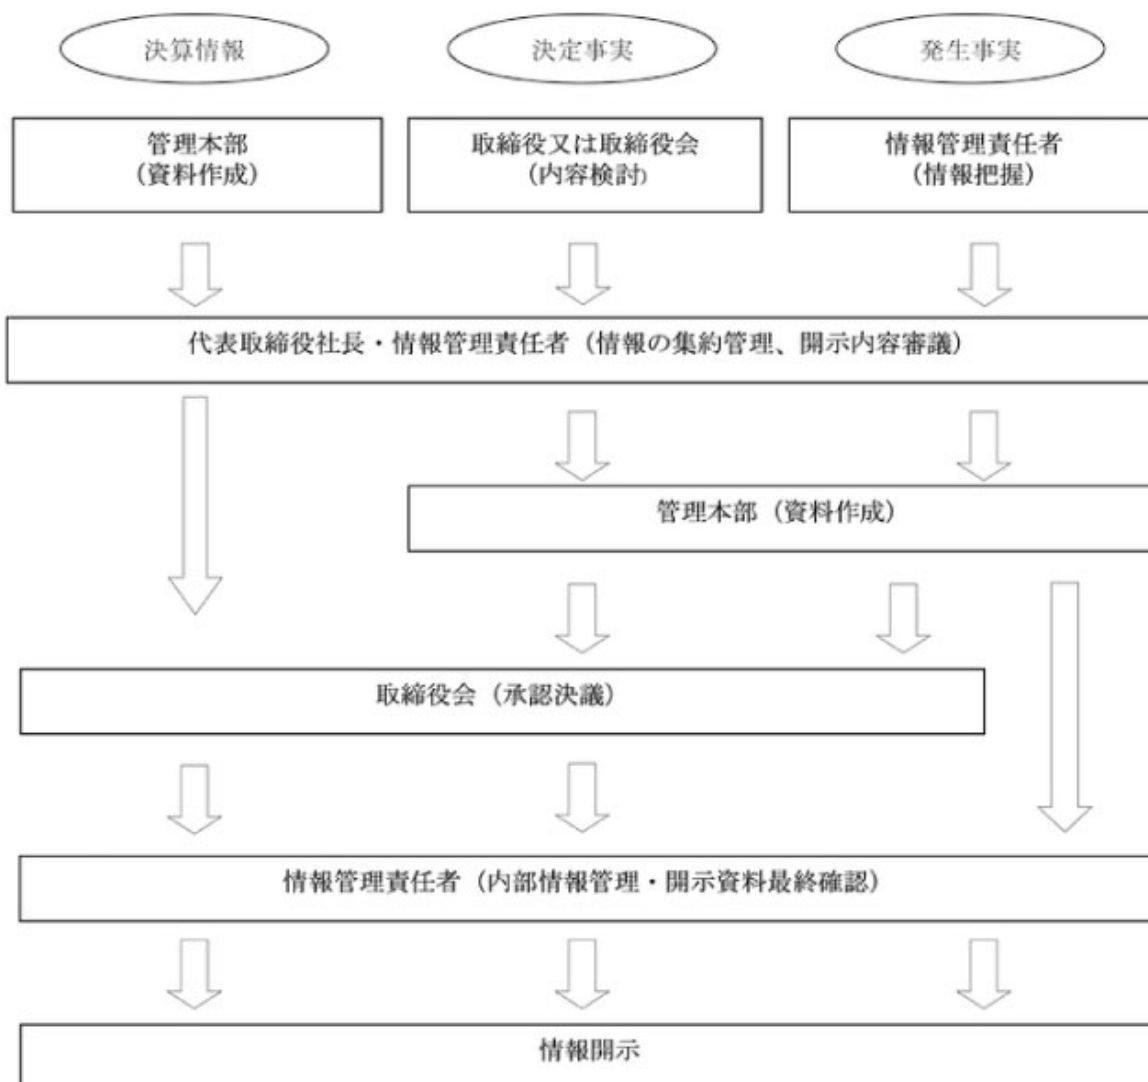 決算情報
決定事実
発生事実
管理本部
(資料作成)
取締役又は取締役会
(内容検討)
情報管理責任者
(情報把握)
代表取締役社長・情報管理責任者(情報の集約管理、開示内容審議)
管理本部(資料作成)
取締役会(承認決議)
情報管理責任者(内部情報管理・開示資料最終確認)
情報開示